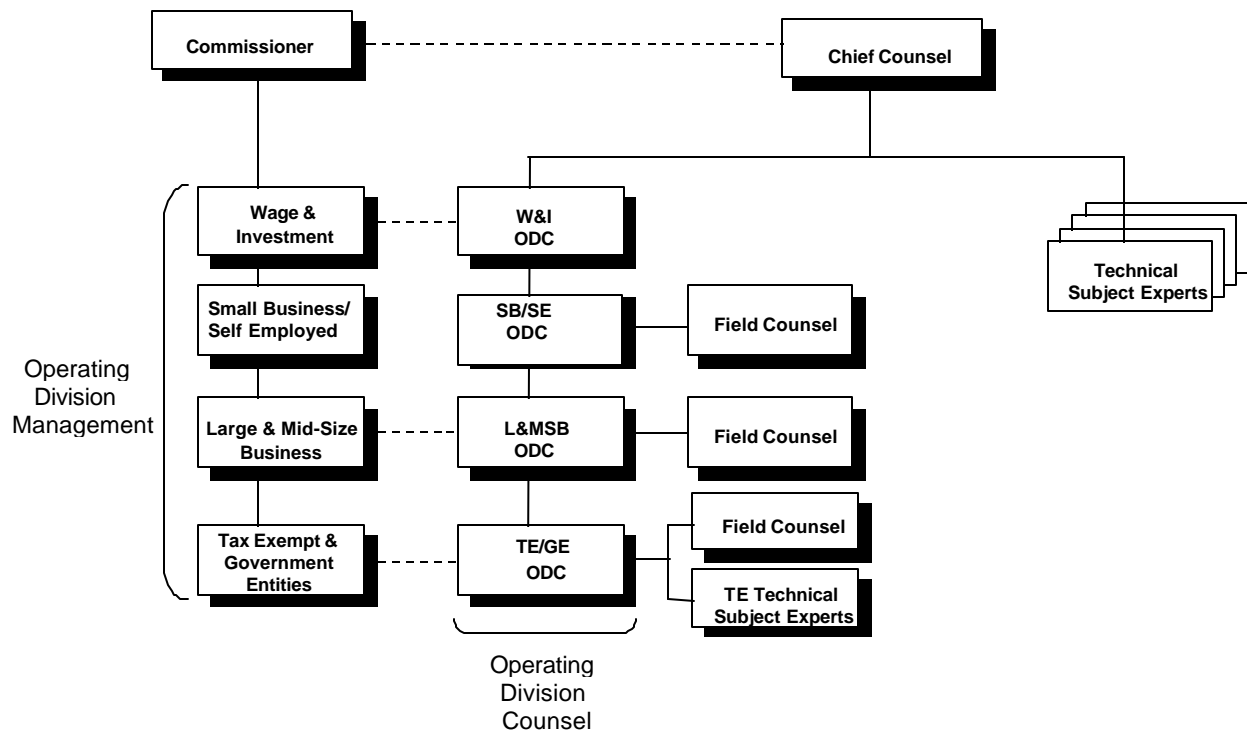 Commissioner
Chief Counsel
Wage &
Investment
W&I
ODC
Technical
Subject Experts
Small Business/
Self Employed
SB/SE
ODC
Field Counsel
Operating
Division
Management
Large & Mid-Size
Business
L&MSB
ODC
Field Counsel
Tax Exempt &
Government
Entities
TE/GE
ODC
Field Counsel
TE Technical
Subject Experts
Operating
Division
Counsel